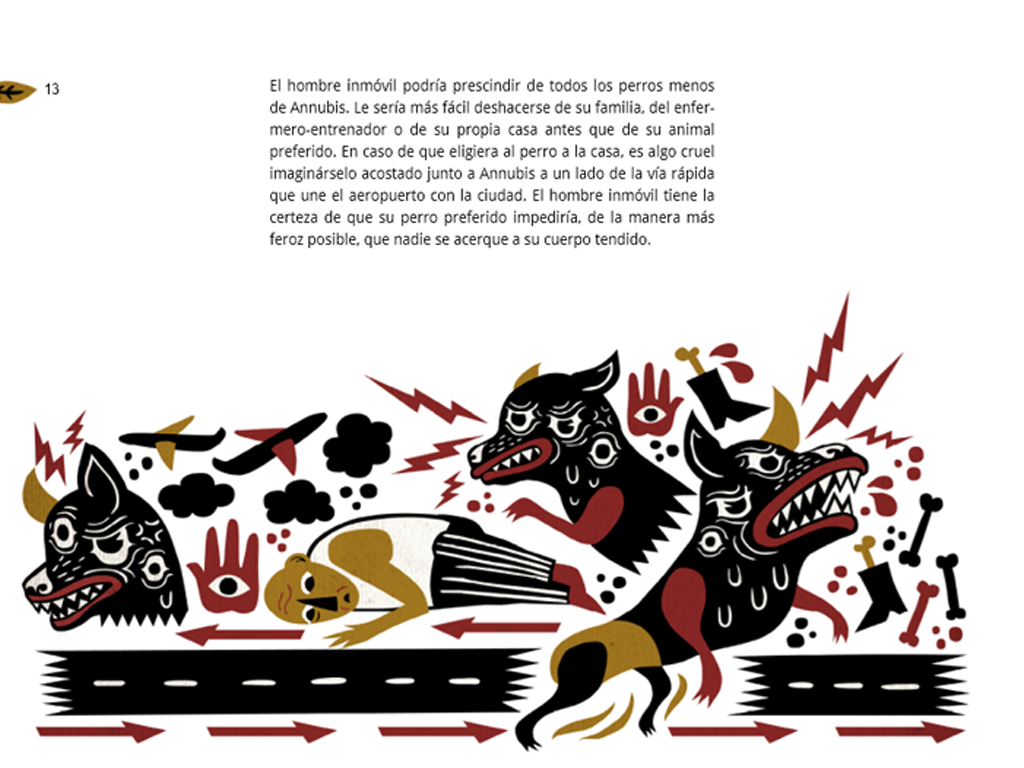 13
El hombre inmóvil podría prescindir de todos los perros menos
de Annubis. Le sería más fácil deshacerse de su familia, del enfer-
mero-entrenador o de su propia casa antes que de su animal
preferido. En caso de que eligiera al perro a la casa, es algo cruel
imaginárselo acostado junto a Annubis a un lado de la vía rápida
que une el aeropuerto con la ciudad. El hombre inmóvil tiene la
certeza de que su perro preferido impediría, de la manera más
feroz posible, que nadie se acerque a su cuerpo tendido.